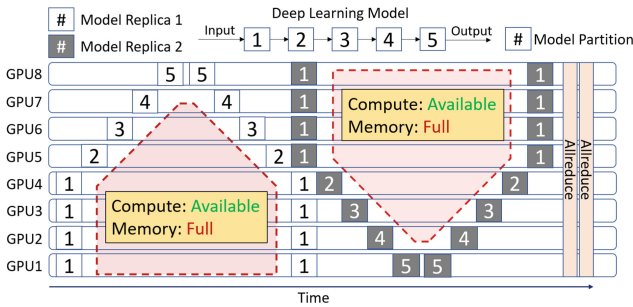 # Model Replica 1
# Model Replica 2
Deep Learning Model
Input 1 2 3 4 5 Output
# Model Partition
GPU8 5 5 1 1
GPU7 4 4 1 1
GPU6 3 3 1 1
GPU5 2 2 1 1
GPU4 1 1 2 2
GPU3 1 1 3 3
GPU2 1 1 4 4
GPU1 1 1 5 5
Compute: Available
Memory: Full
Compute: Available
Memory: Full
Allreduce
Allreduce
Time